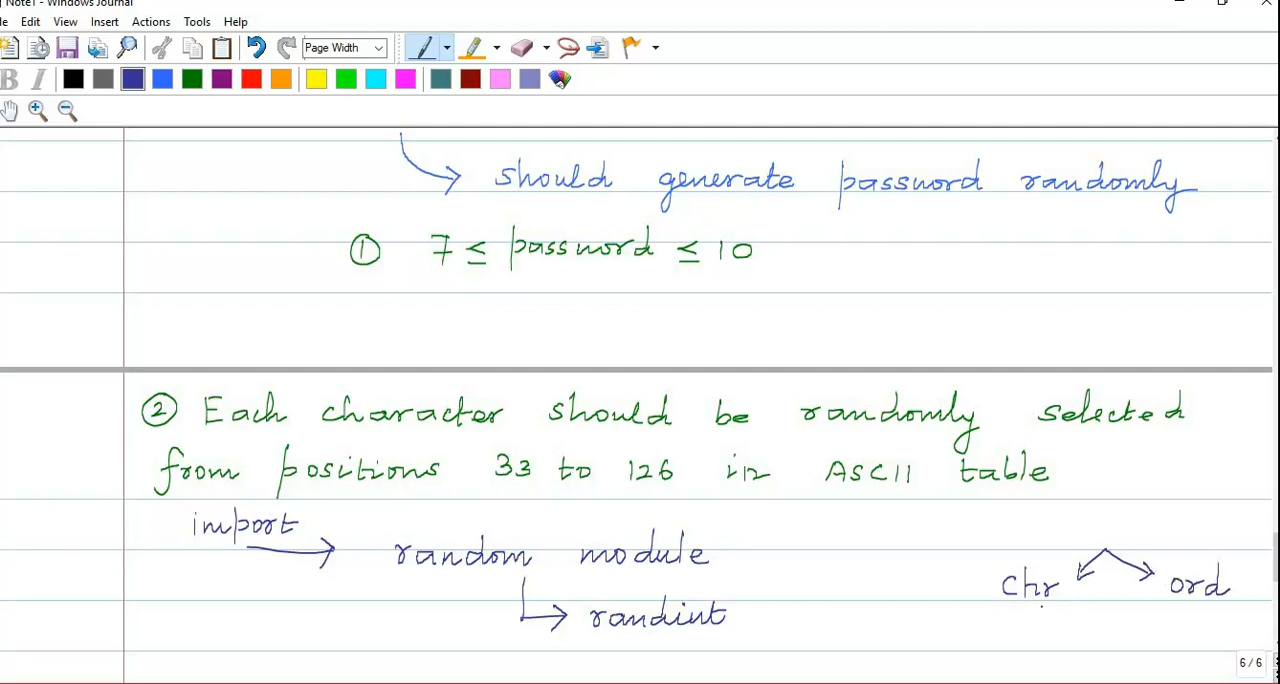 Note1 - Windows Journal
le Edit View Insert Actions Tools Help
Page Width
B I
should generate password randomly
① 7 ≤ password ≤ 10
② Each character should be randomly selected
from positions 33 to 126 in ASCII table
import
random module
chr ord
randint
6 / 6